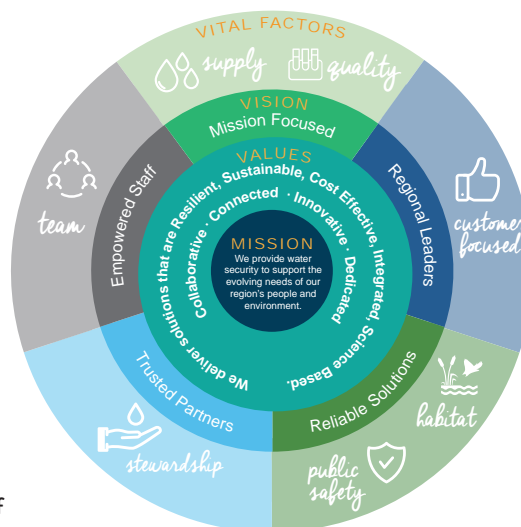 VITAL FACTORS
supply
quality
VISION
Mission Focused
VALUES
We deliver solutions that are Resilient, Sustainable, Cost Effective, Integrated, Science Based.
Collaborative · Connected · Innovative · Dedicated
MISSION
We provide water
security to support the
evolving needs of our
region's people and
environment.
team
Empowered Staff
Regional Leaders
customer
focused
Trusted Partners
stewardship
Reliable Solutions
habitat
public
safety
f